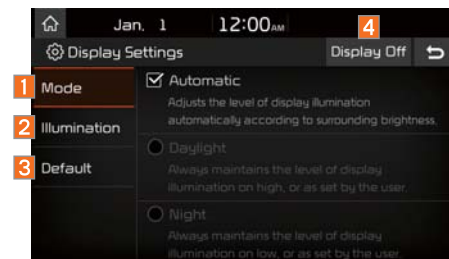 Jan. 1 12:00AM 4
Display Settings Display Off
1 Mode
Automatic
Adjusts the level of display illumination
automatically according to surrounding brightness.
2 Illumination
Daylight
Always maintains the level of display
illumination on high, or as set by the user.
3 Default
Night
Always maintains the level of display
illumination on low, or as set by the user.